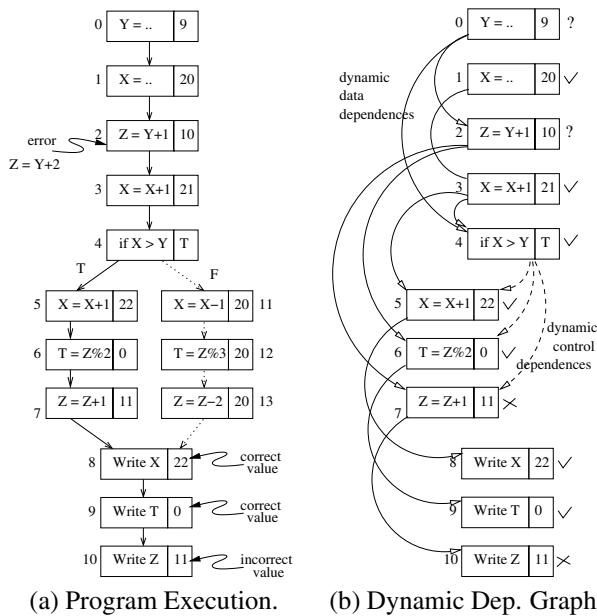 0 Y = .. 9
1 X = .. 20
error
2 Z = Y+1 10
Z = Y+2
3 X = X+1 21
4 if X > Y T
T F
5 X = X+1 22 X = X-1 20 11
6 T = Z%2 0 T = Z%3 20 12
7 Z = Z+1 11 Z = Z-2 20 13
8 Write X 22 correct value
9 Write T 0 correct value
10 Write Z 11 incorrect value
(a) Program Execution.
0 Y = .. 9 ?
dynamic
data
dependences
1 X = .. 20 ✓
2 Z = Y+1 10 ?
3 X = X+1 21 ✓
4 if X > Y T ✓
5 X = X+1 22 ✓
6 T = Z%2 0 ✓
dynamic
control
dependences
7 Z = Z+1 11 ✗
8 Write X 22 ✓
9 Write T 0 ✓
10 Write Z 11 ✗
(b) Dynamic Dep. Graph